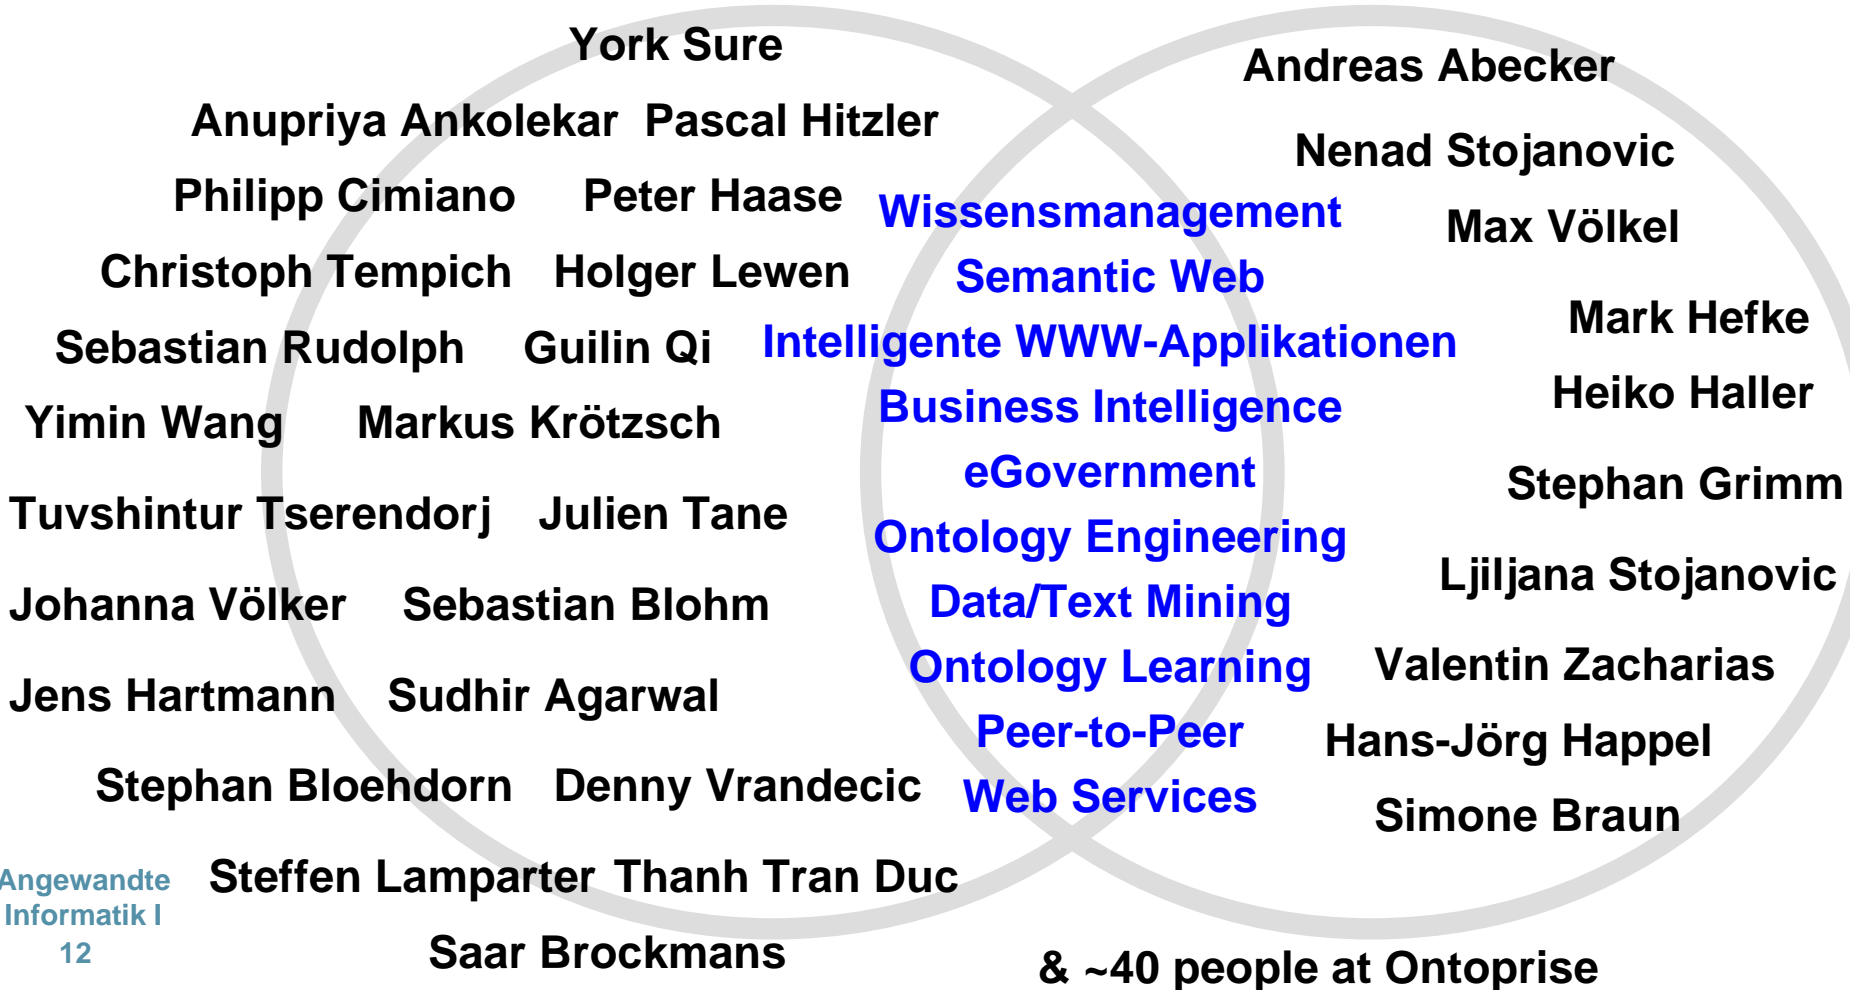 York Sure
Andreas Abecker
Anupriya Ankolekar Pascal Hitzler
Nenad Stojanovic
Philipp Cimiano Peter Haase
Wissensmanagement
Max Völkel
Christoph Tempich Holger Lewen
Semantic Web
Mark Hefke
Sebastian Rudolph Guilin Qi
Intelligente WWW-Applikationen
Heiko Haller
Yimin Wang Markus Krötzsch
Business Intelligence
eGovernment
Stephan Grimm
Tuvshintur Tserendorj Julien Tane
Ontology Engineering
Ljiljana Stojanovic
Johanna Völker Sebastian Blohm
Data/Text Mining
Ontology Learning
Valentin Zacharias
Jens Hartmann Sudhir Agarwal
Peer-to-Peer
Hans-Jörg Happel
Stephan Bloehdorn Denny Vrandecic
Web Services
Simone Braun
Steffen Lamparter Thanh Tran Duc
Angewandte
Informatik I
12
Saar Brockmans
& ~40 people at Ontoprise